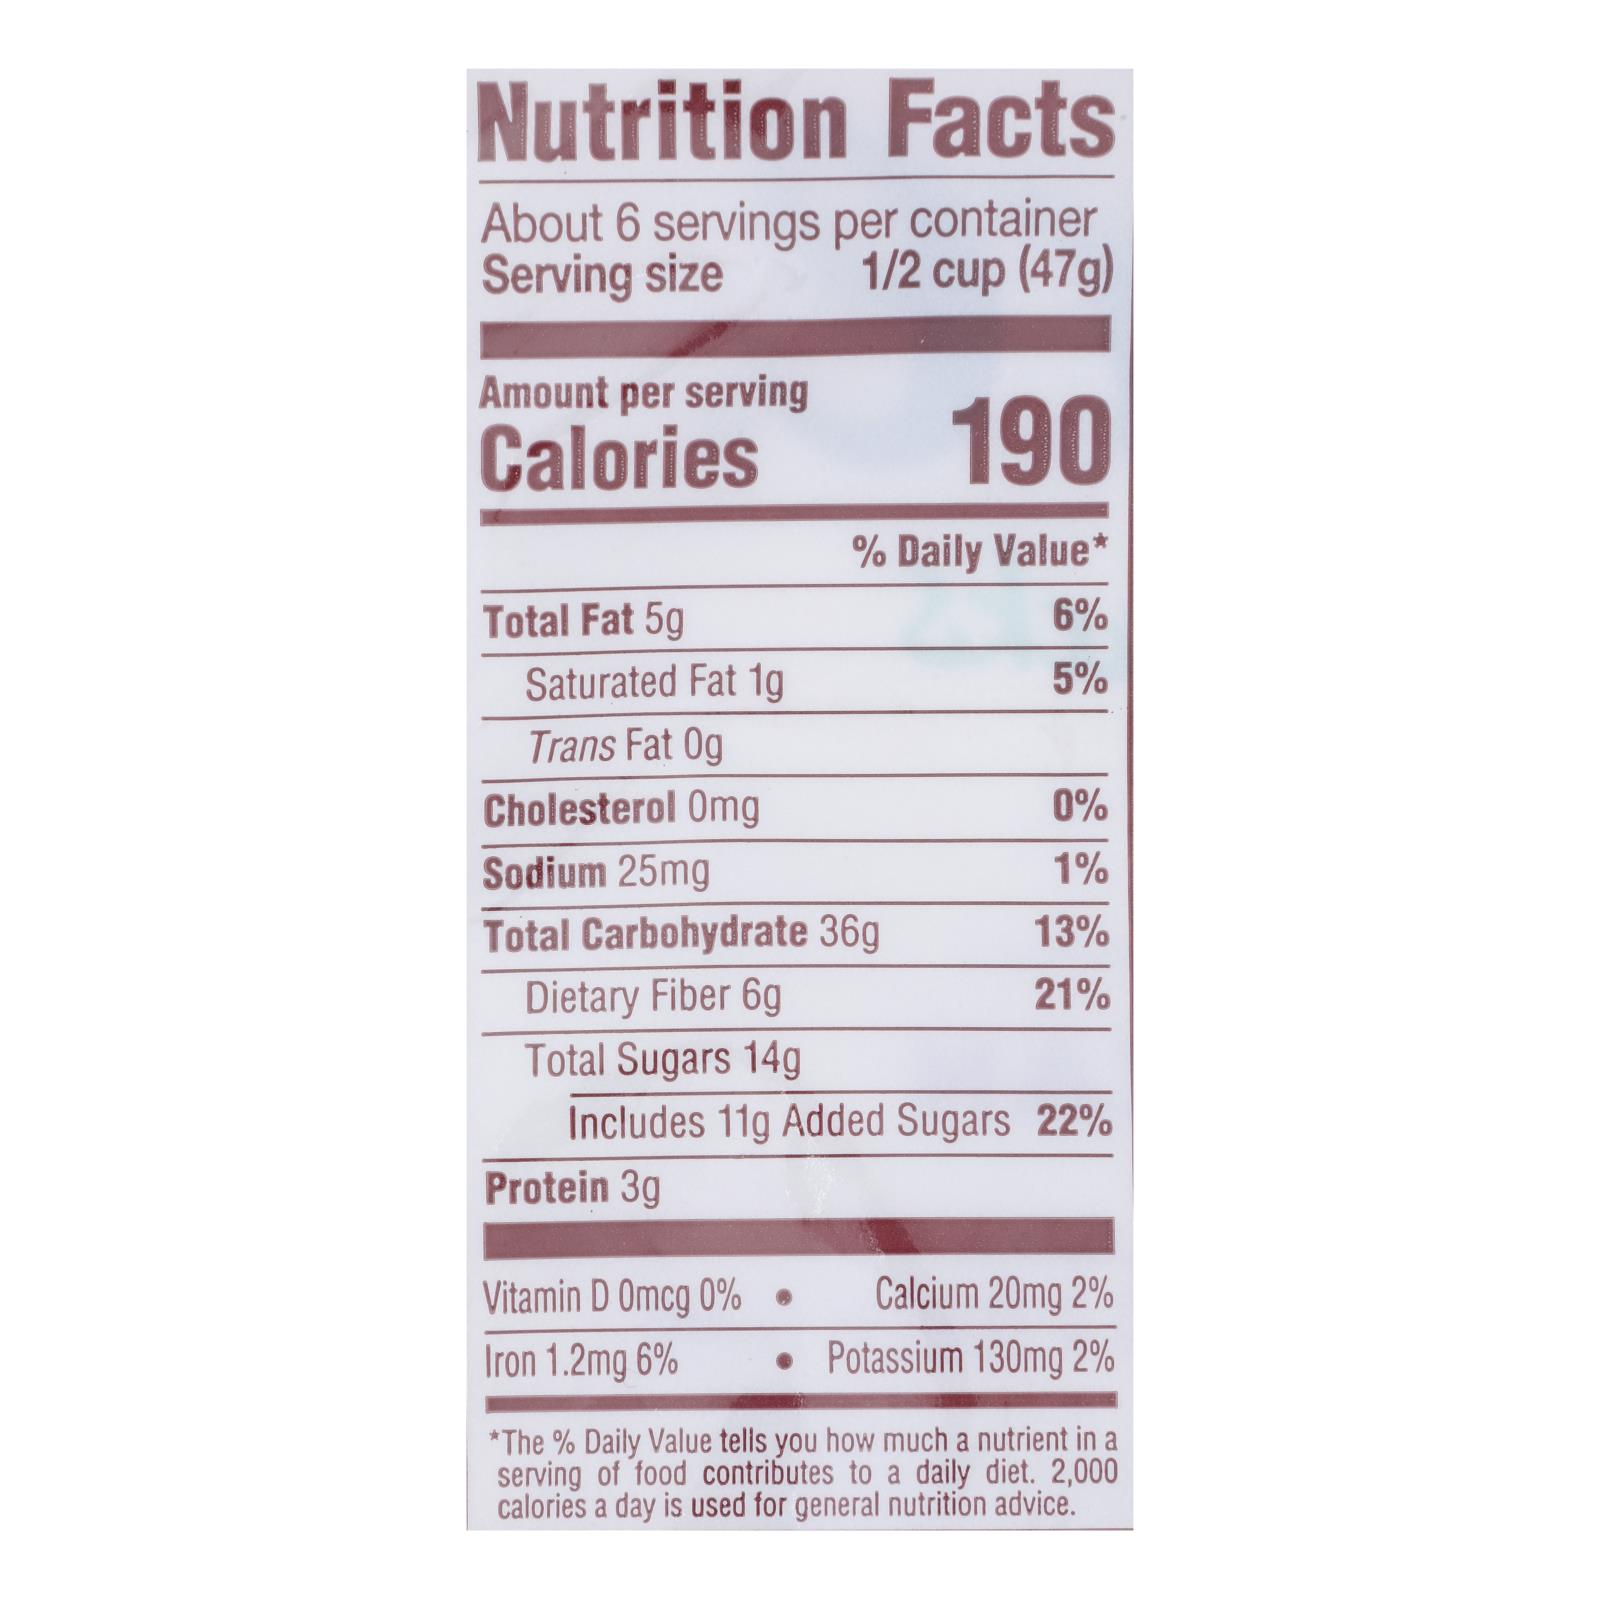 Nutrition Facts
About 6 servings per container
Serving size 1/2 cup (47g)
Amount per serving
Calories 190
% Daily Value*
Total Fat 5g 6%
Saturated Fat 1g 5%
Trans Fat 0g
Cholesterol 0mg 0%
Sodium 25mg 1%
Total Carbohydrate 36g 13%
Dietary Fiber 6g 21%
Total Sugars 14g
Includes 11g Added Sugars 22%
Protein 3g
Vitamin D 0mcg 0% • Calcium 20mg 2%
Iron 1.2mg 6% • Potassium 130mg 2%
*The % Daily Value tells you how much a nutrient in a
serving of food contributes to a daily diet. 2,000
calories a day is used for general nutrition advice.